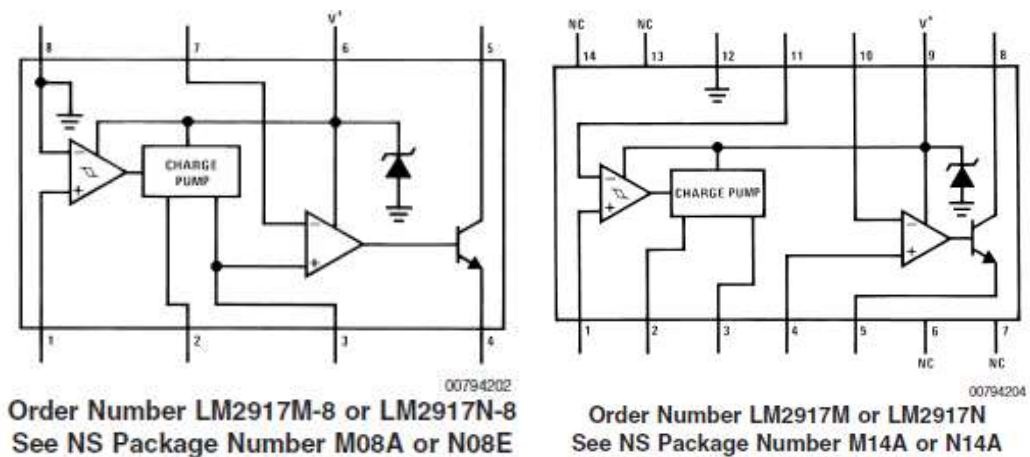 V+
8 7 6 5
− +
CHARGE
PUMP
− +
1 2 3 4
00794202
Order Number LM2917M-8 or LM2917N-8
See NS Package Number M08A or N08E
NC NC V+
14 13 12 11 10 9 8
− +
CHARGE PUMP
− +
1 2 3 4 5 6 7
NC NC
00794204
Order Number LM2917M or LM2917N
See NS Package Number M14A or N14A